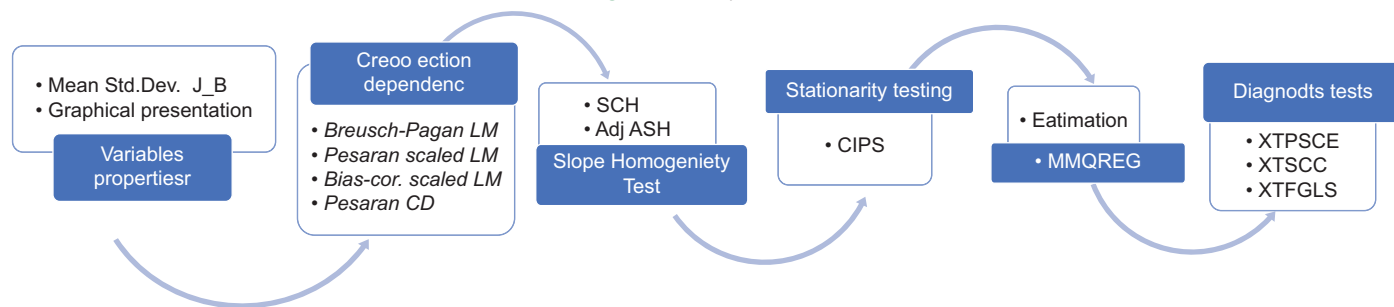 • Mean Std.Dev. J_B
• Graphical presentation
Variables
propertiesr
Creoo ection
dependenc
• Breusch-Pagan LM
• Pesaran scaled LM
• Bias-cor. scaled LM
• Pesaran CD
• SCH
• Adj ASH
Slope Homogeniety
Test
Stationarity testing
• CIPS
• Eatimation
• MMQREG
Diagnodts tests
• XTPSCE
• XTSCC
• XTFGLS